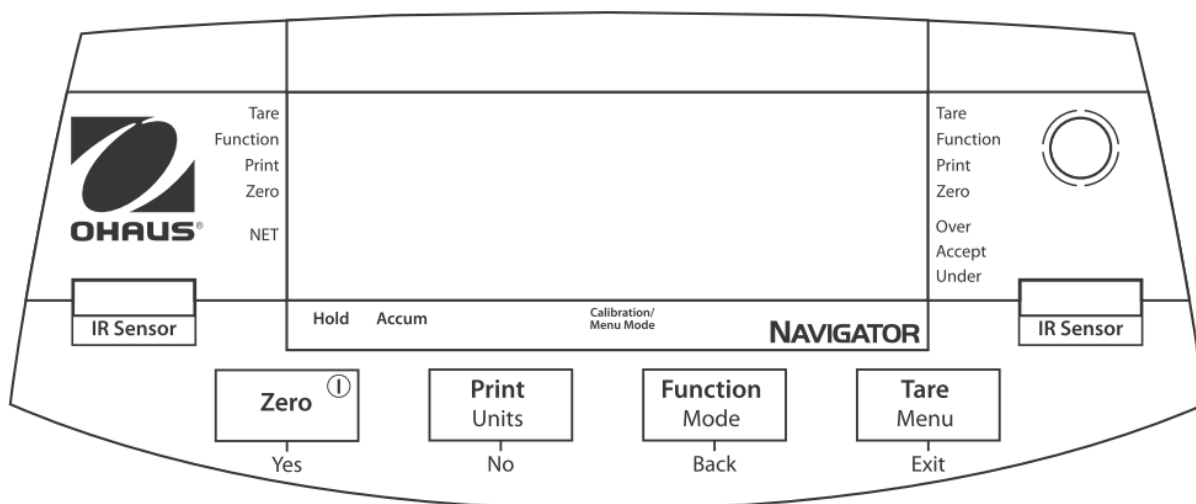 Tare
Function
Print
Zero
NET
OHAUS®
IR Sensor
Tare
Function
Print
Zero
Over
Accept
Under
IR Sensor
Hold Accum
Calibration/
Menu Mode
NAVIGATOR
Zero
Yes
Print
Units
No
Function
Mode
Back
Tare
Menu
Exit